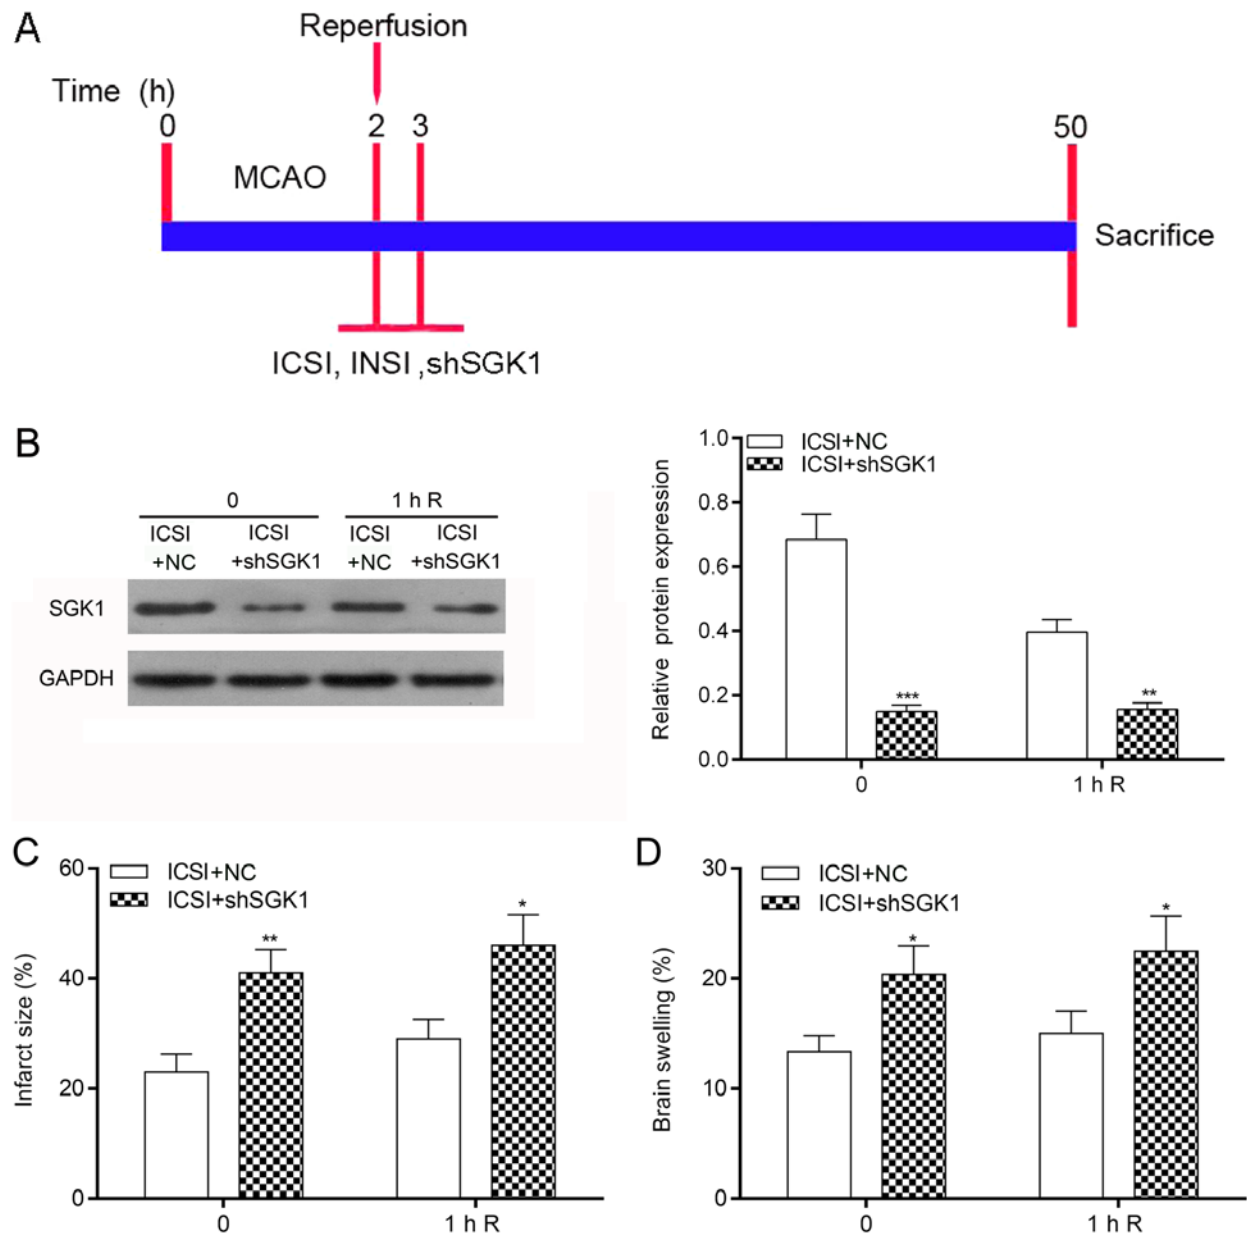 A
Reperfusion
Time (h)
0
2
3
50
MCAO
Sacrifice
ICSI, INSI ,shSGK1
B
0
1 h R
ICSI
+NC
ICSI
+shSGK1
ICSI
+NC
ICSI
+shSGK1
SGK1
GAPDH
Relative protein expression
1.0
0.8
0.6
0.4
0.2
0.0
ICSI+NC
ICSI+shSGK1
***
**
0
1 h R
C
Infarct size (%)
60
40
20
0
ICSI+NC
ICSI+shSGK1
**
*
0
1 h R
D
Brain swelling (%)
30
20
10
0
ICSI+NC
ICSI+shSGK1
*
*
0
1 h R